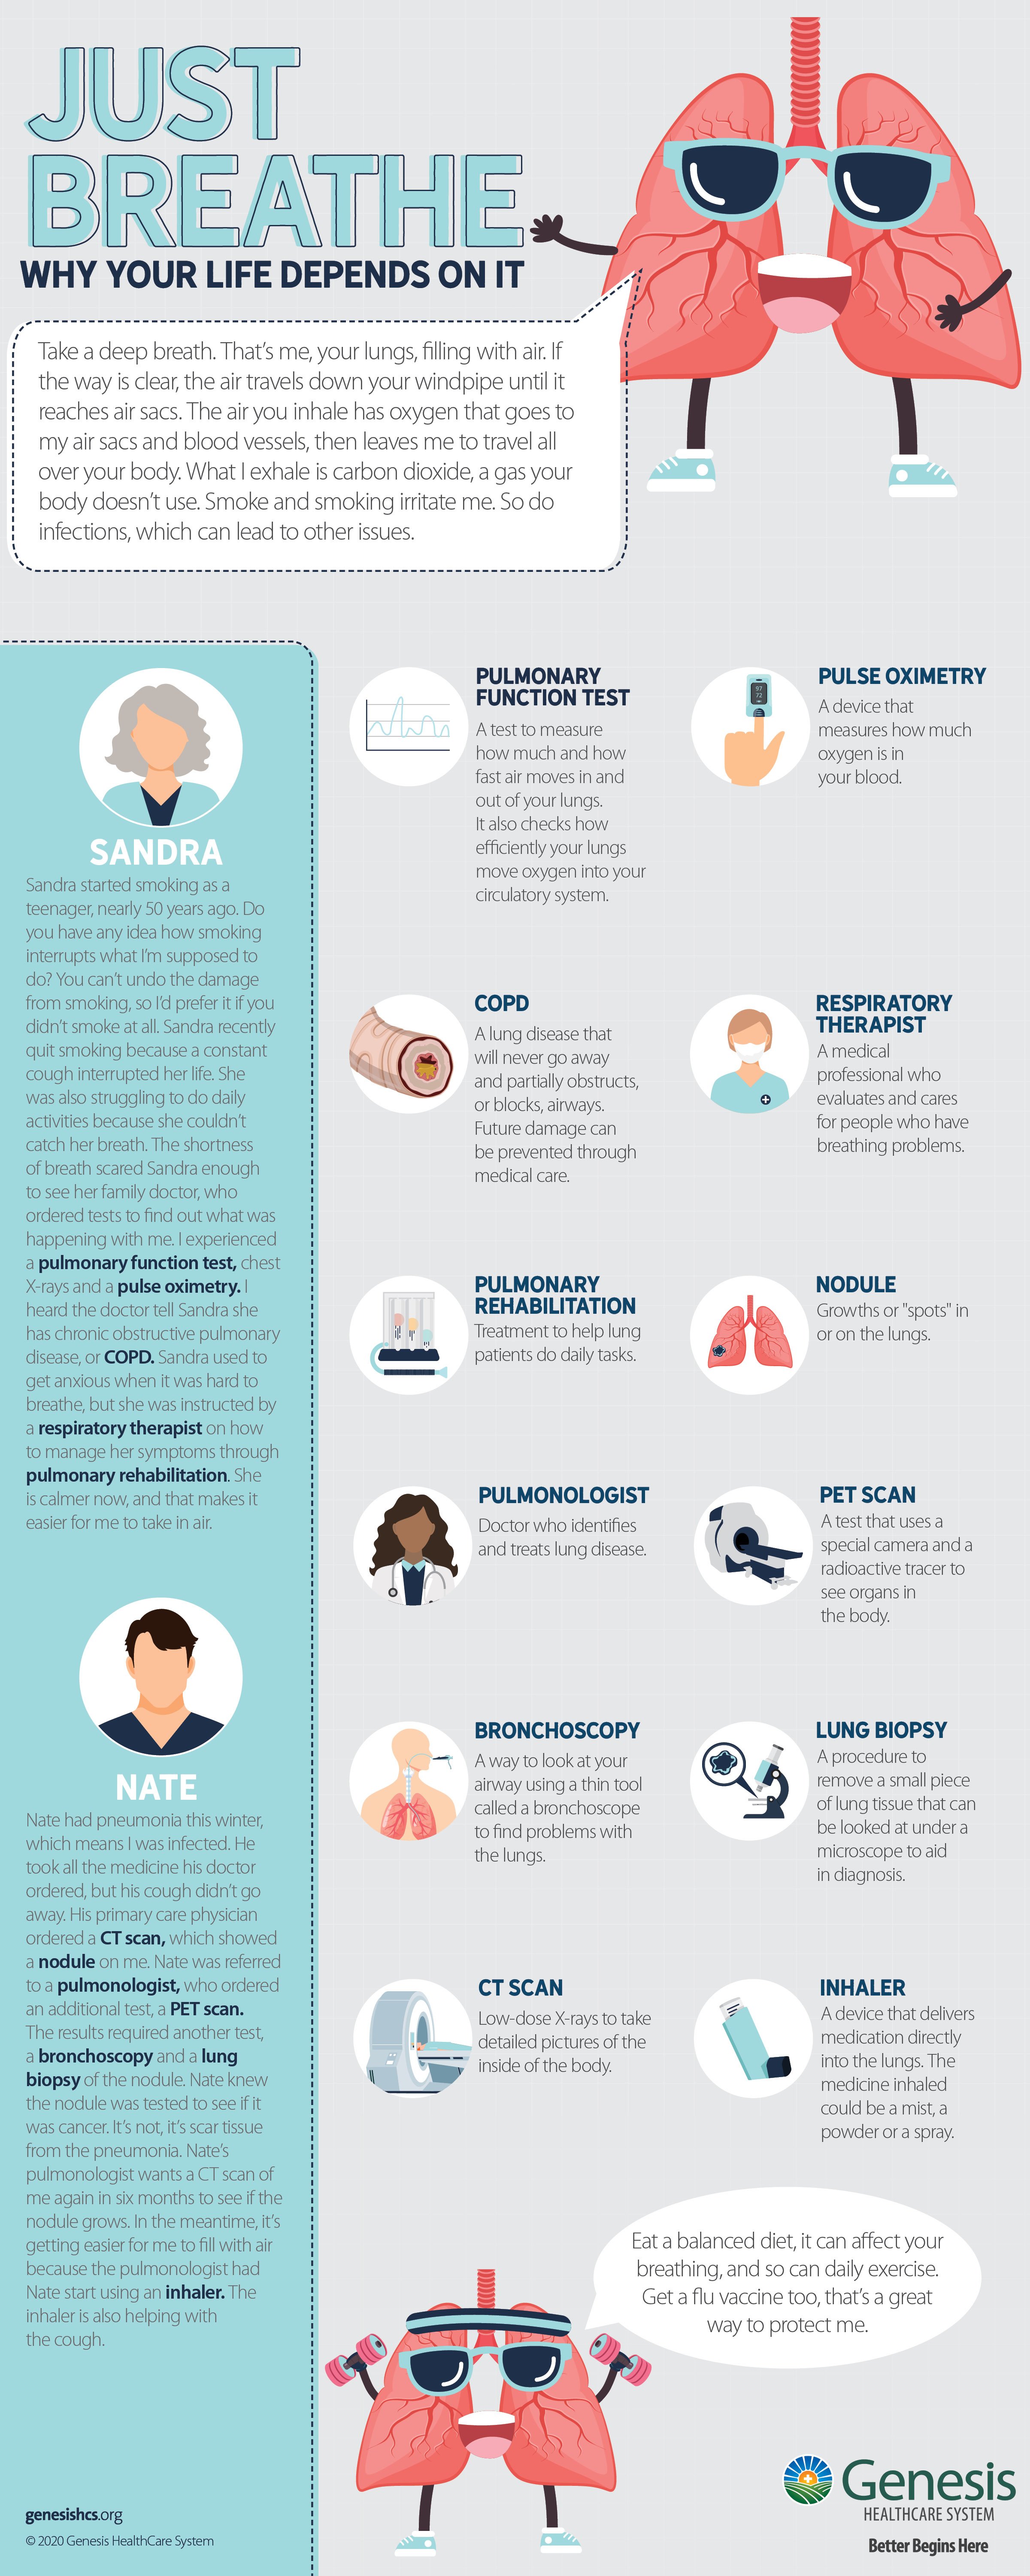 JUST
BREATHE
WHY YOUR LIFE DEPENDS ON IT
Take a deep breath. That's me, your lungs, filling with air. If
the way is clear, the air travels down your windpipe until it
reaches air sacs. The air you inhale has oxygen that goes to
my air sacs and blood vessels, then leaves me to travel all
over your body. What I exhale is carbon dioxide, a gas your
body doesn't use. Smoke and smoking irritate me. So do
infections, which can lead to other issues.
SANDRA
Sandra started smoking as a
teenager, nearly 50 years ago. Do
you have any idea how smoking
interrupts what I'm supposed to
do? You can't undo the damage
from smoking, so I'd prefer it if you
didn't smoke at all. Sandra recently
quit smoking because a constant
cough interrupted her life. She
was also struggling to do daily
activities because she couldn't
catch her breath. The shortness
of breath scared Sandra enough
to see her family doctor, who
ordered tests to find out what was
happening with me. I experienced
a pulmonary function test, chest
X-rays and a pulse oximetry. I
heard the doctor tell Sandra she
has chronic obstructive pulmonary
disease, or COPD. Sandra used to
get anxious when it was hard to
breathe, but she was instructed by
a respiratory therapist on how
to manage her symptoms through
pulmonary rehabilitation. She
is calmer now, and that makes it
easier for me to take in air.
NATE
Nate had pneumonia this winter,
which means I was infected. He
took all the medicine his doctor
ordered, but his cough didn't go
away. His primary care physician
ordered a CT scan, which showed
a nodule on me. Nate was referred
to a pulmonologist, who ordered
an additional test, a PET scan.
The results required another test,
a bronchoscopy and a lung
biopsy of the nodule. Nate knew
the nodule was tested to see if it
was cancer. It's not, it's scar tissue
from the pneumonia. Nate's
pulmonologist wants a CT scan of
me again in six months to see if the
nodule grows. In the meantime, it's
getting easier for me to fill with air
because the pulmonologist had
Nate start using an inhaler. The
inhaler is also helping with
the cough.
genesishcs.org
© 2020 Genesis HealthCare System
PULMONARY
FUNCTION TEST
A test to measure
how much and how
fast air moves in and
out of your lungs.
It also checks how
efficiently your lungs
move oxygen into your
circulatory system.
97
72
PULSE OXIMETRY
A device that
measures how much
oxygen is in
your blood.
COPD
A lung disease that
will never go away
and partially obstructs,
or blocks, airways.
Future damage can
be prevented through
medical care.
RESPIRATORY
THERAPIST
A medical
professional who
evaluates and cares
for people who have
breathing problems.
PULMONARY
REHABILITATION
Treatment to help lung
patients do daily tasks.
NODULE
Growths or "spots" in
or on the lungs.
PULMONOLOGIST
Doctor who identifies
and treats lung disease.
PET SCAN
A test that uses a
special camera and a
radioactive tracer to
see organs in
the body.
BRONCHOSCOPY
A way to look at your
airway using a thin tool
called a bronchoscope
to find problems with
the lungs.
LUNG BIOPSY
A procedure to
remove a small piece
of lung tissue that can
be looked at under a
microscope to aid
in diagnosis.
CT SCAN
Low-dose X-rays to take
detailed pictures of the
inside of the body.
INHALER
A device that delivers
medication directly
into the lungs. The
medicine inhaled
could be a mist, a
powder or a spray.
Eat a balanced diet, it can affect your
breathing, and so can daily exercise.
Get a flu vaccine too, that's a great
way to protect me.
Genesis
HEALTHCARE SYSTEM
Better Begins Here